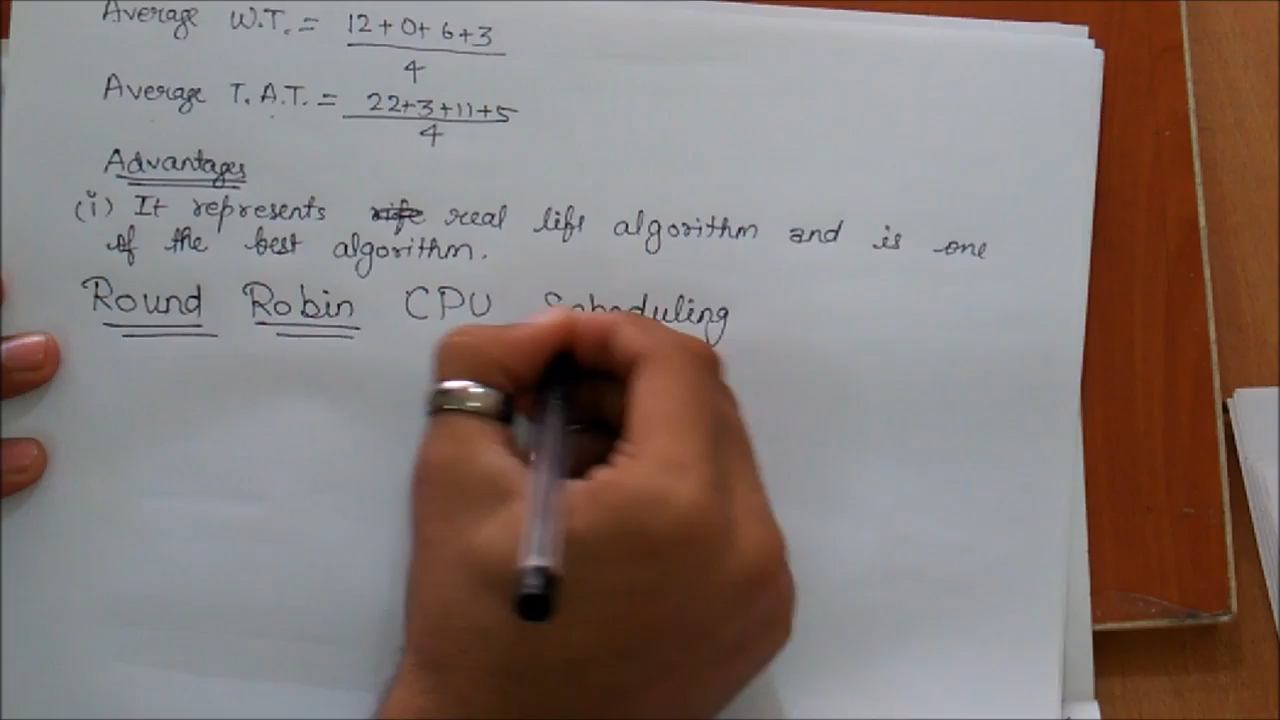 Average W.T. = 12+0+6+3
4
Average T.A.T. = 22+3+11+5
4
Advantages
(i) It represents real life algorithm and is one
of the best algorithm.
Round Robin CPU Scheduling